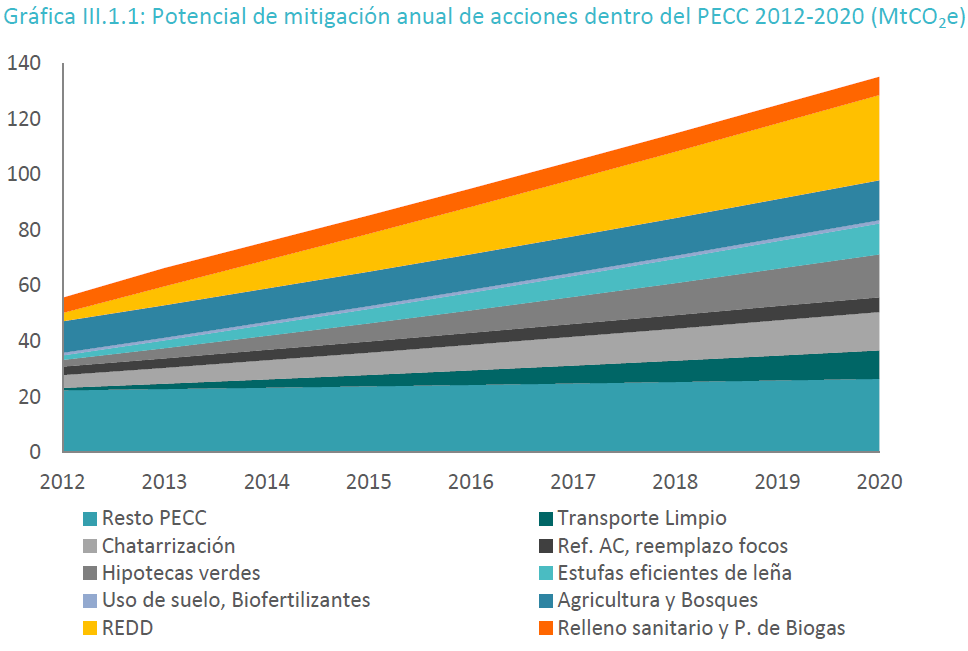 Gráfica III.1.1: Potencial de mitigación anual de acciones dentro del PECC 2012-2020 (MtCO₂e)
140
120
100
80
60
40
20
0
2012 2013 2014 2015 2016 2017 2018 2019 2020
Resto PECC Transporte Limpio
Chatarrización Ref. AC, reemplazo focos
Hipotecas verdes Estufas eficientes de leña
Uso de suelo, Biofertilizantes Agricultura y Bosques
REDD Relleno sanitario y P. de Biogas